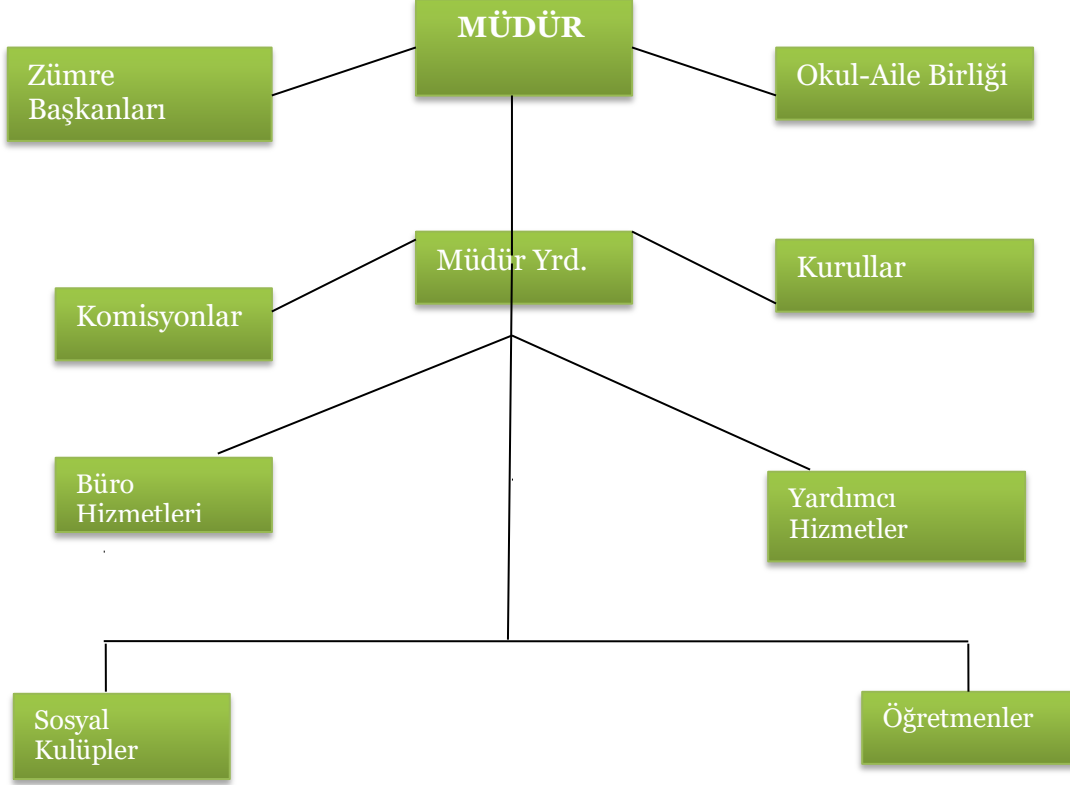 MÜDÜR
Zümre
Başkanları
Okul-Aile Birliği
Müdür Yrd.
Kurullar
Komisyonlar
Büro
Hizmetleri
Yardımcı
Hizmetler
Sosyal
Kulüpler
Öğretmenler